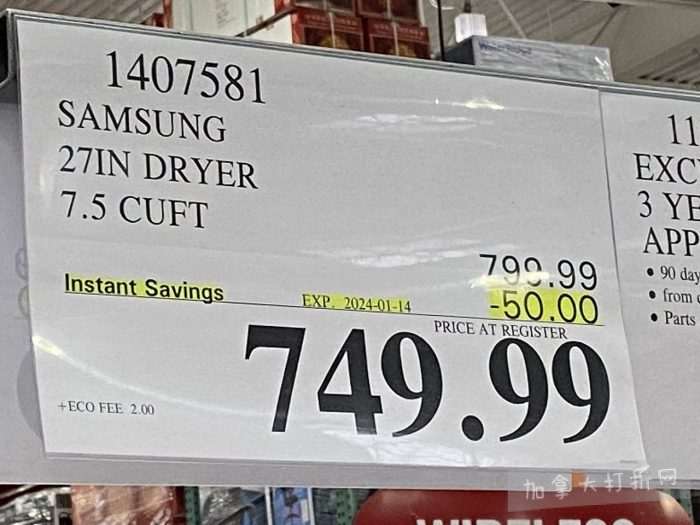 1407581
SAMSUNG
27IN DRYER
7.5 CUFT
799.99
Instant Savings EXP. 2024-01-14 -50.00
PRICE AT REGISTER
749.99
+ECO FEE 2.00
11
EXC
3 YE
APP
• 90 day
• from
• Parts
加拿大打折网
WIRELESS